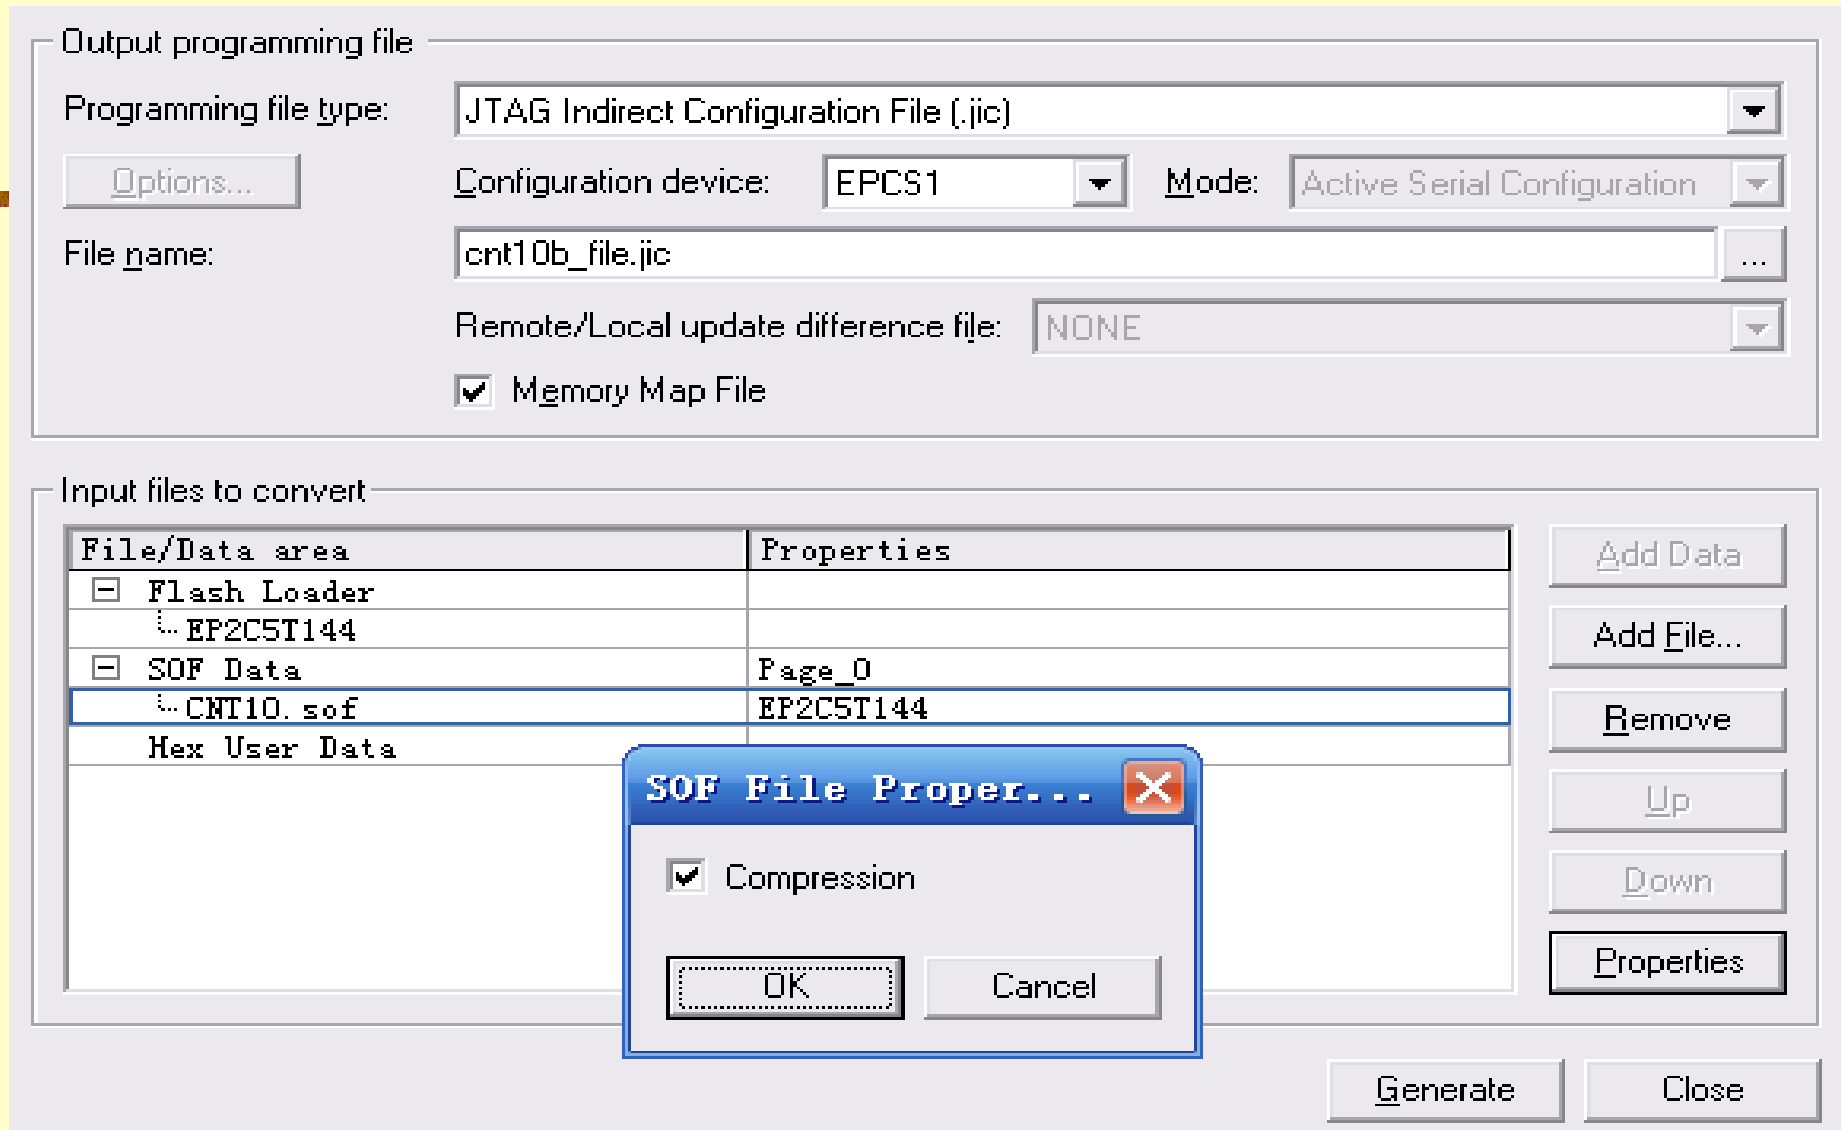 Output programming file
Programming file type: JTAG Indirect Configuration File (.jic)
Options... Configuration device: EPCS1 Mode: Active Serial Configuration
File name: cnt10b_file.jic ...
Remote/Local update difference file: NONE
Memory Map File
Input files to convert
File/Data area Properties
Flash Loader
EP2C5T144
SOF Data Page_0
CNT10.sof EP2C5T144
Hex User Data
Add Data
Add File...
Remove
Up
Down
Properties
SOF File Proper...
Compression
OK Cancel
Generate Close